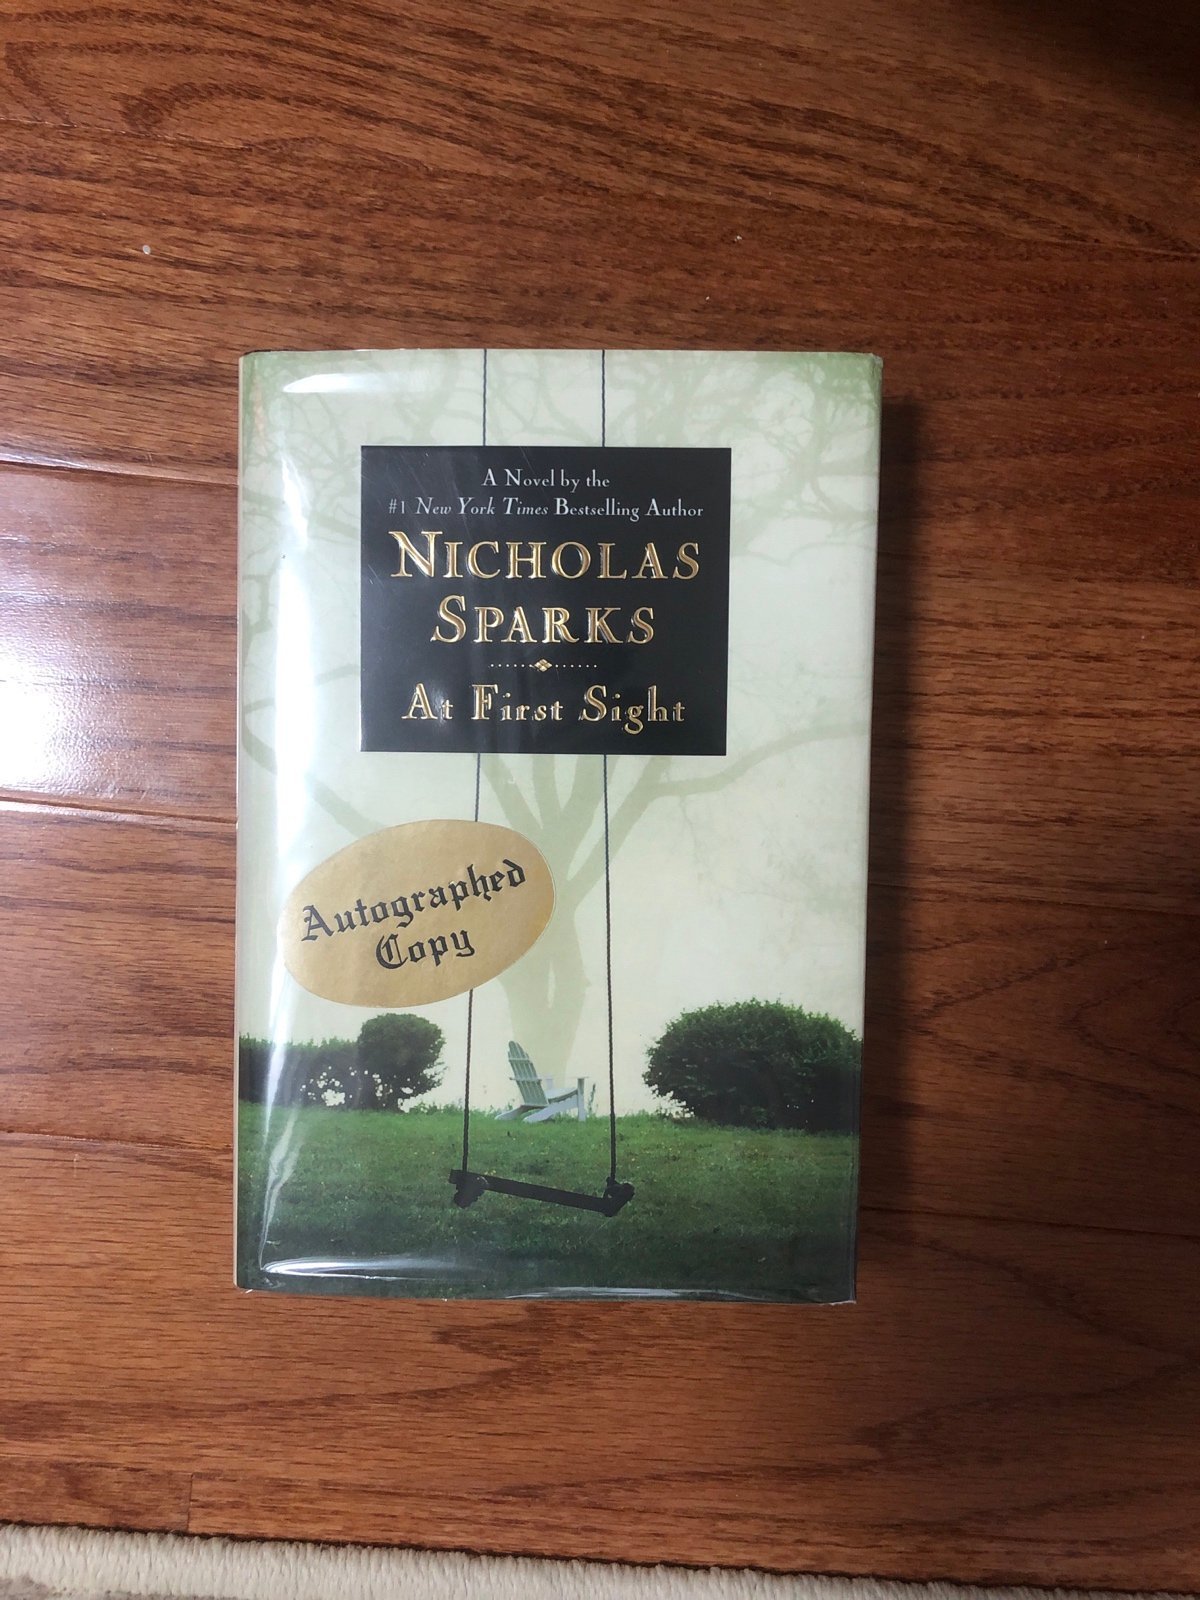 A Novel by the
#1 New York Times Bestselling Author
NICHOLAS
SPARKS
At First Sight
Autographed
Copy